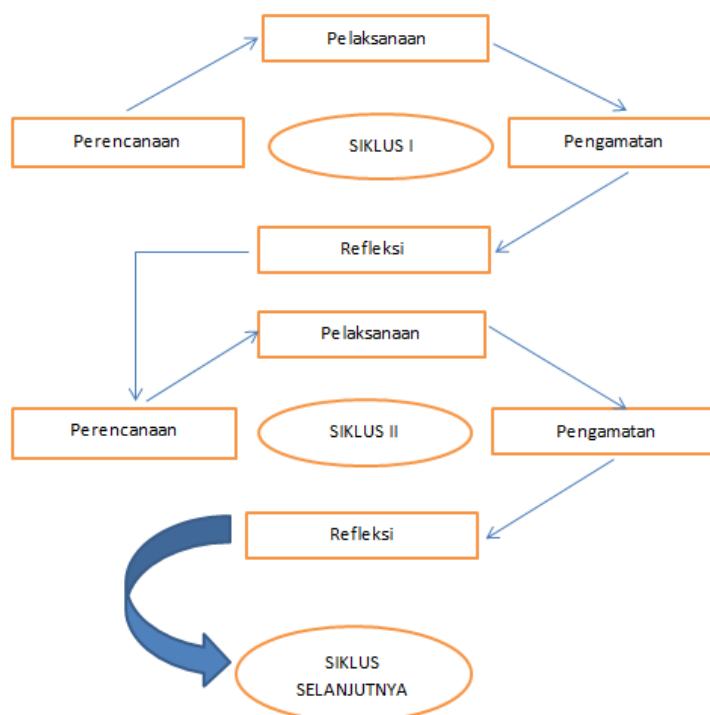 Pelaksanaan
Perencanaan
SIKLUS I
Pengamatan
Refleksi
Pelaksanaan
Perencanaan
SIKLUS II
Pengamatan
Refleksi
SIKLUS
SELANJUTNYA